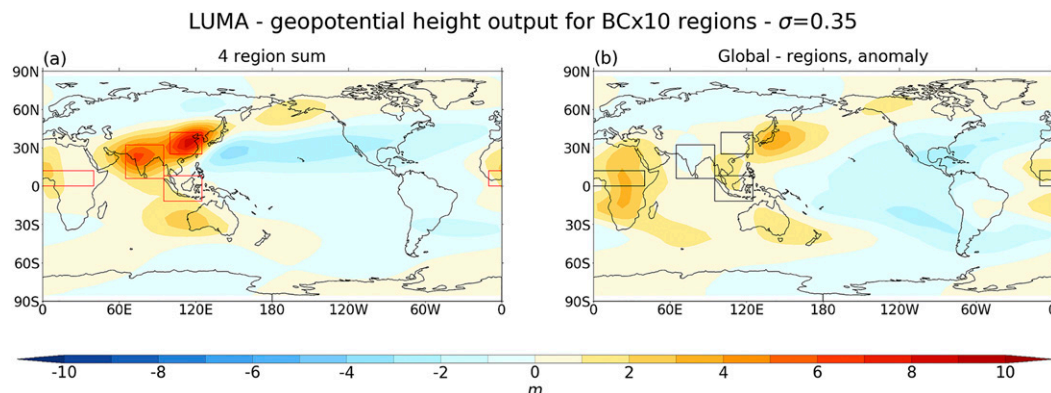 LUMA - geopotential height output for BCx10 regions - σ=0.35
(a) 4 region sum
90N
60N
30N
0
30S
60S
90S
0 60E 120E 180 120W 60W 0
(b) Global - regions, anomaly
90N
60N
30N
0
30S
60S
90S
0 60E 120E 180 120W 60W 0
-10 -8 -6 -4 -2 0 2 4 6 8 10
m